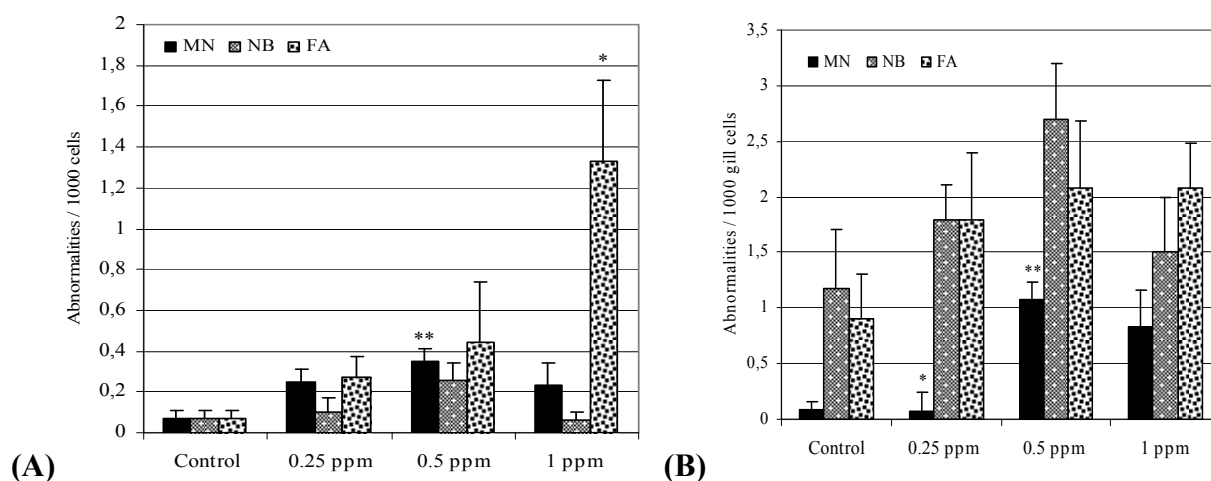 2
1,8
1,6
1,4
1,2
1
0,8
0,6
0,4
0,2
0
Abnormalities / 1000 cells
MN NB FA
**
*
Control 0.25 ppm 0.5 ppm 1 ppm
(A)
3,5
3
2,5
2
1,5
1
0,5
0
Abnormalities / 1000 gill cells
MN NB FA
*
**
Control 0.25 ppm 0.5 ppm 1 ppm
(B)